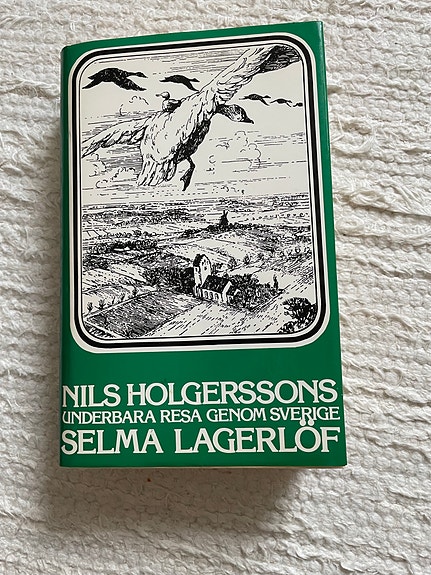 NILS HOLGERSSONS
UNDERBARA RESA GENOM SVERIGE
SELMA LAGERLÖF